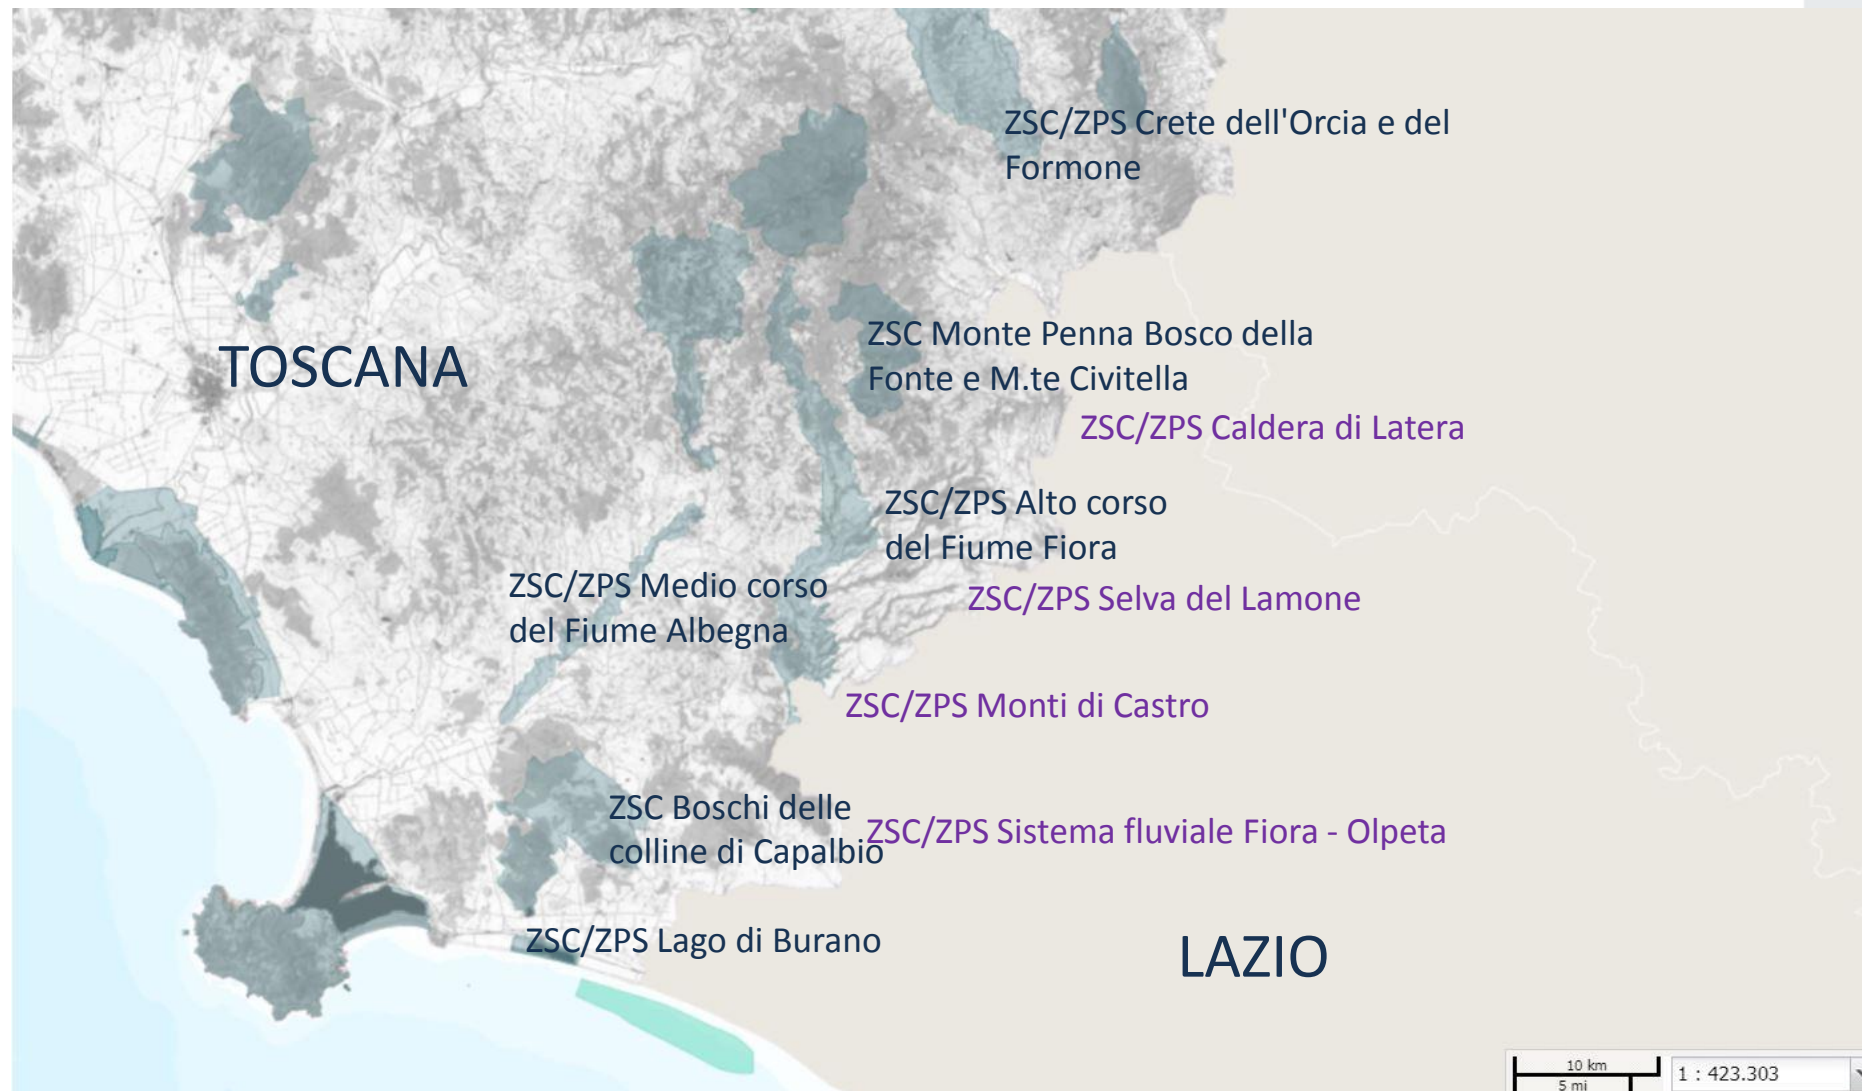 ZSC/ZPS Crete dell'Orcia e del
Formone
ZSC Monte Penna Bosco della
Fonte e M.te Civitella
TOSCANA
ZSC/ZPS Caldera di Latera
ZSC/ZPS Alto corso
del Fiume Fiora
ZSC/ZPS Medio corso
del Fiume Albegna
ZSC/ZPS Selva del Lamone
ZSC/ZPS Monti di Castro
ZSC Boschi delle
colline di Capalbio
ZSC/ZPS Sistema fluviale Fiora - Olpeta
ZSC/ZPS Lago di Burano
LAZIO
10 km
5 mi
1 : 423.303